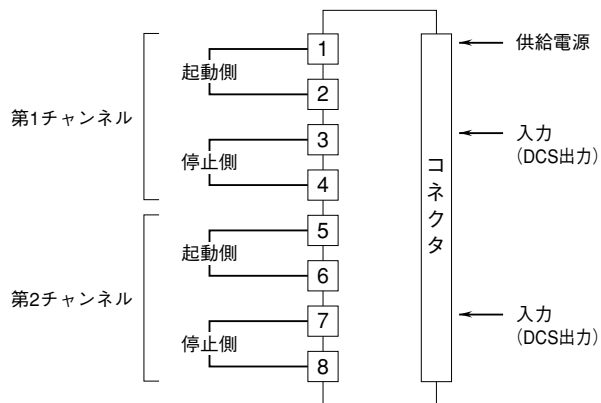 第1チャンネル
起動側
停止側
第2チャンネル
起動側
停止側
1
2
3
4
5
6
7
8
コネクタ
供給電源
入力
（DCS出力）
入力
（DCS出力）